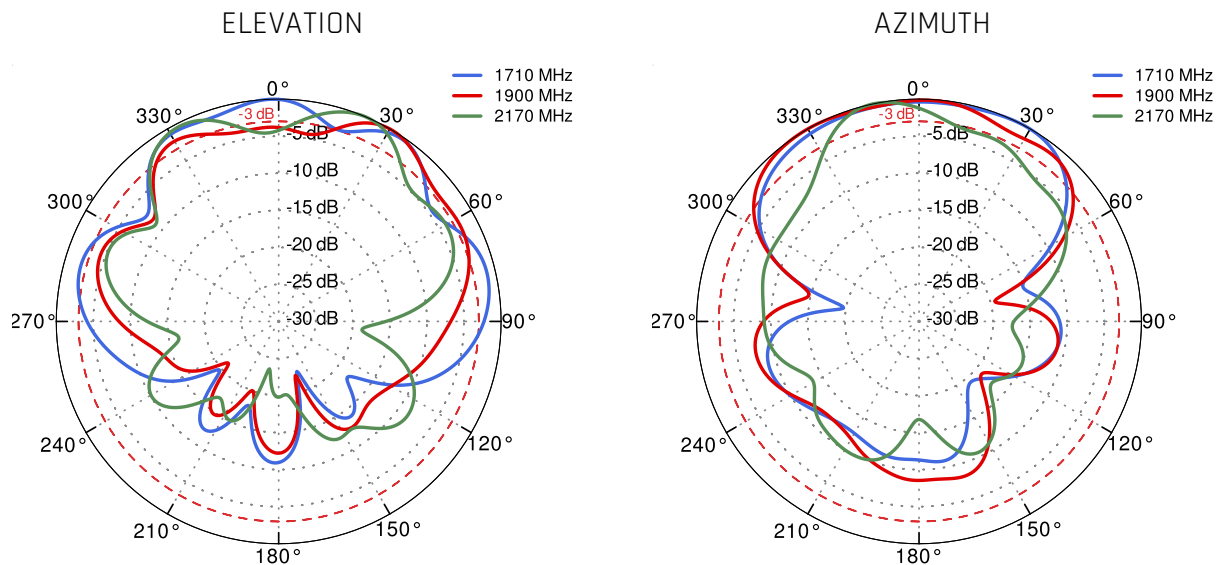 ELEVATION
1710 MHz
1900 MHz
2170 MHz
0°
330°
-3 dB
30°
-5 dB
-10 dB
300°
60°
-15 dB
-20 dB
-25 dB
270°
-30 dB
90°
240°
120°
210°
150°
180°
AZIMUTH
1710 MHz
1900 MHz
2170 MHz
0°
330°
-3 dB
30°
-5 dB
-10 dB
300°
60°
-15 dB
-20 dB
-25 dB
270°
-30 dB
90°
240°
120°
210°
150°
180°